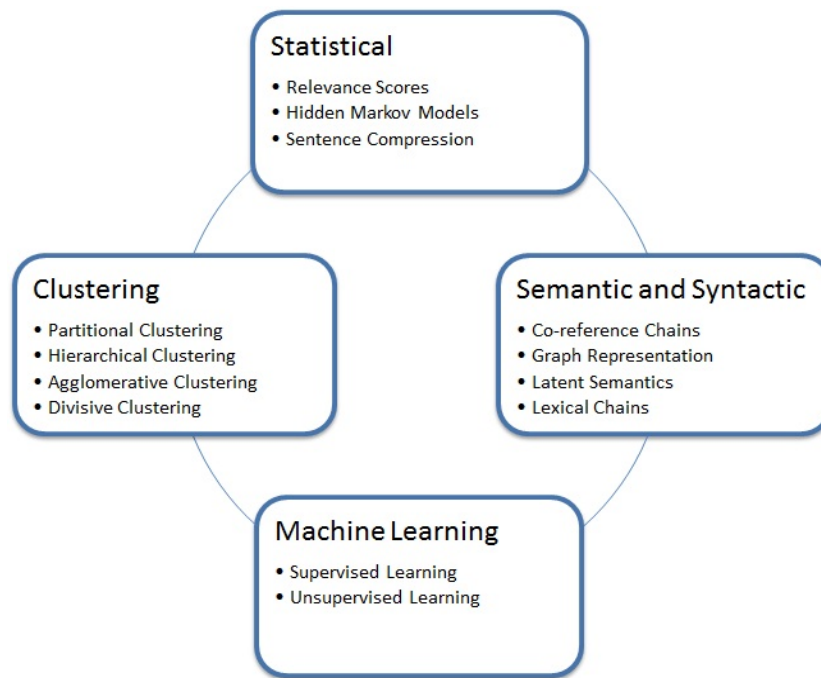 Statistical
• Relevance Scores
• Hidden Markov Models
• Sentence Compression
Clustering
• Partitional Clustering
• Hierarchical Clustering
• Agglomerative Clustering
• Divisive Clustering
Semantic and Syntactic
• Co-reference Chains
• Graph Representation
• Latent Semantics
• Lexical Chains
Machine Learning
• Supervised Learning
• Unsupervised Learning